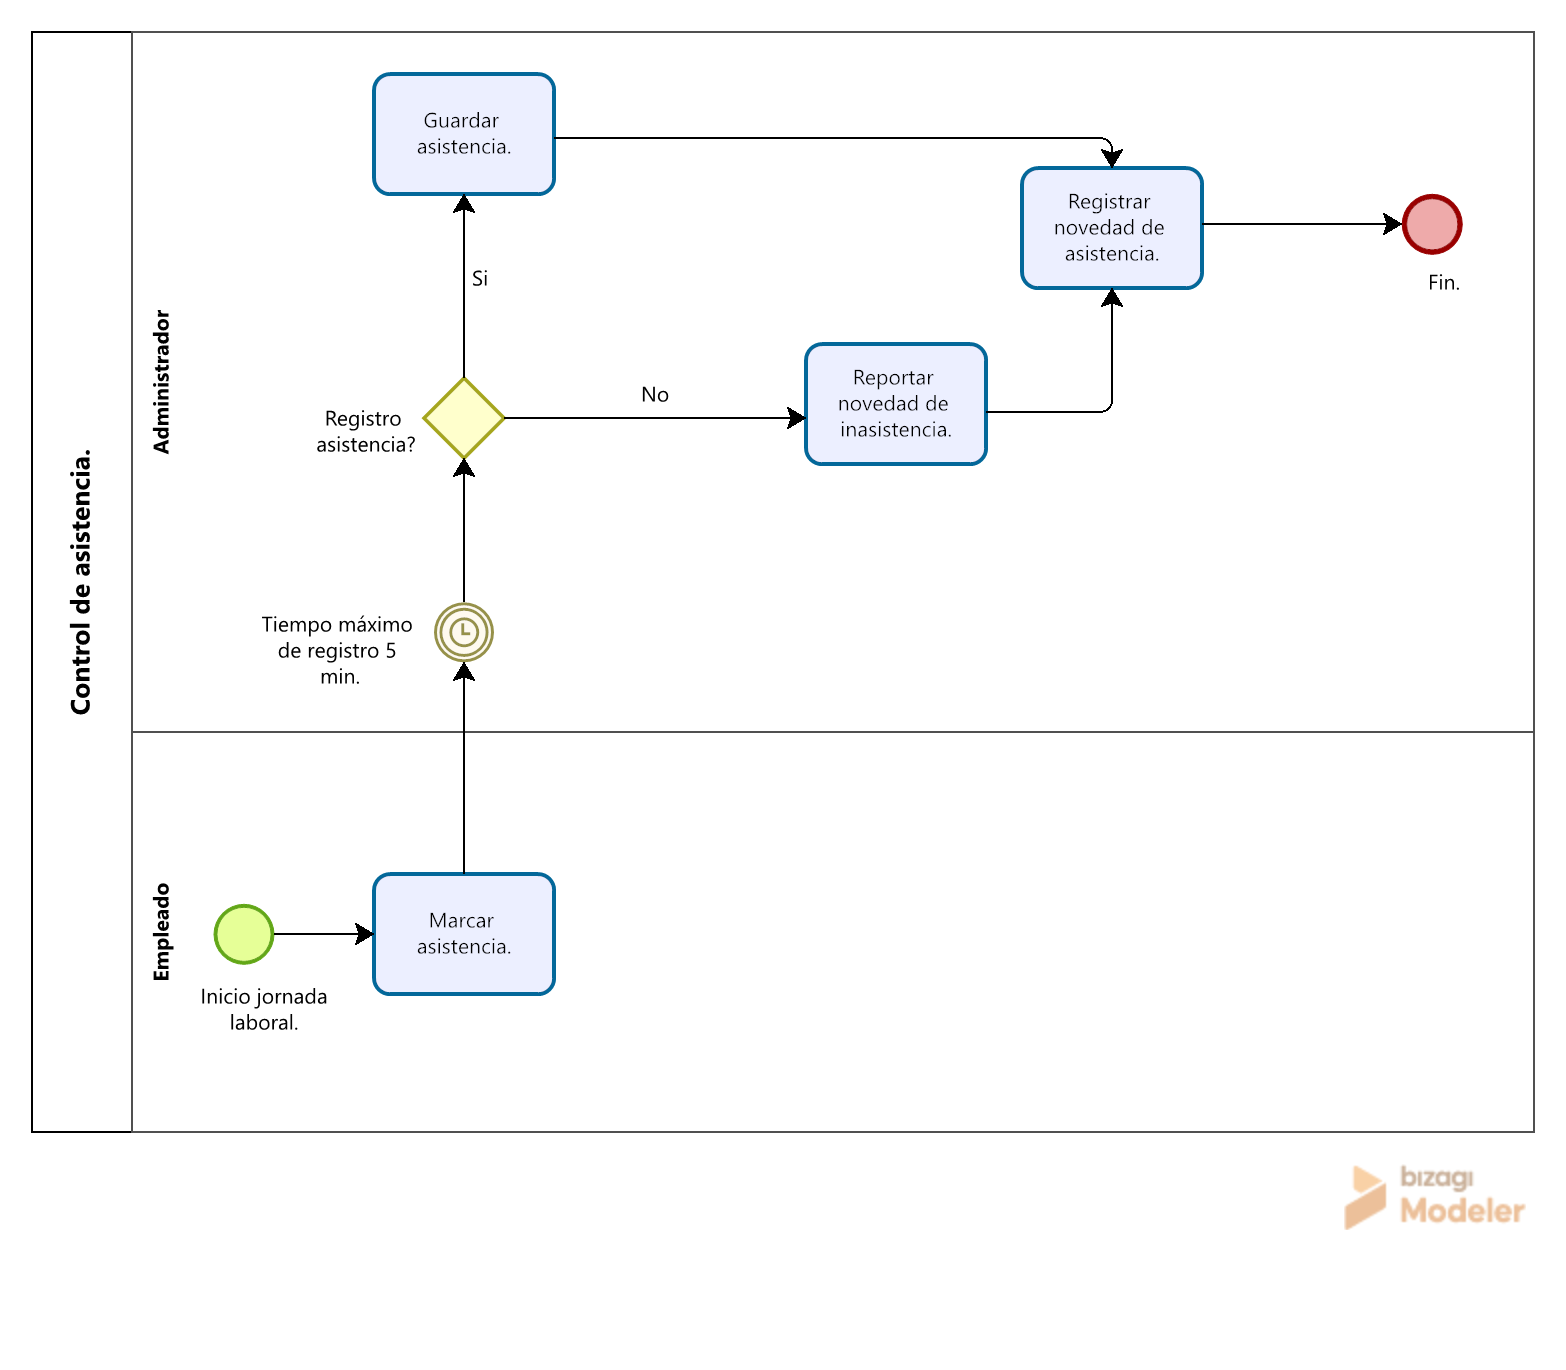 Control de asistencia.
Administrador
Guardar
asistencia.
Registrar
novedad de
asistencia.
Fin.
Si
No
Registro
asistencia?
Reportar
novedad de
inasistencia.
Tiempo máximo
de registro 5
min.
Empleado
Marcar
asistencia.
Inicio jornada
laboral.
bizagi
Modeler